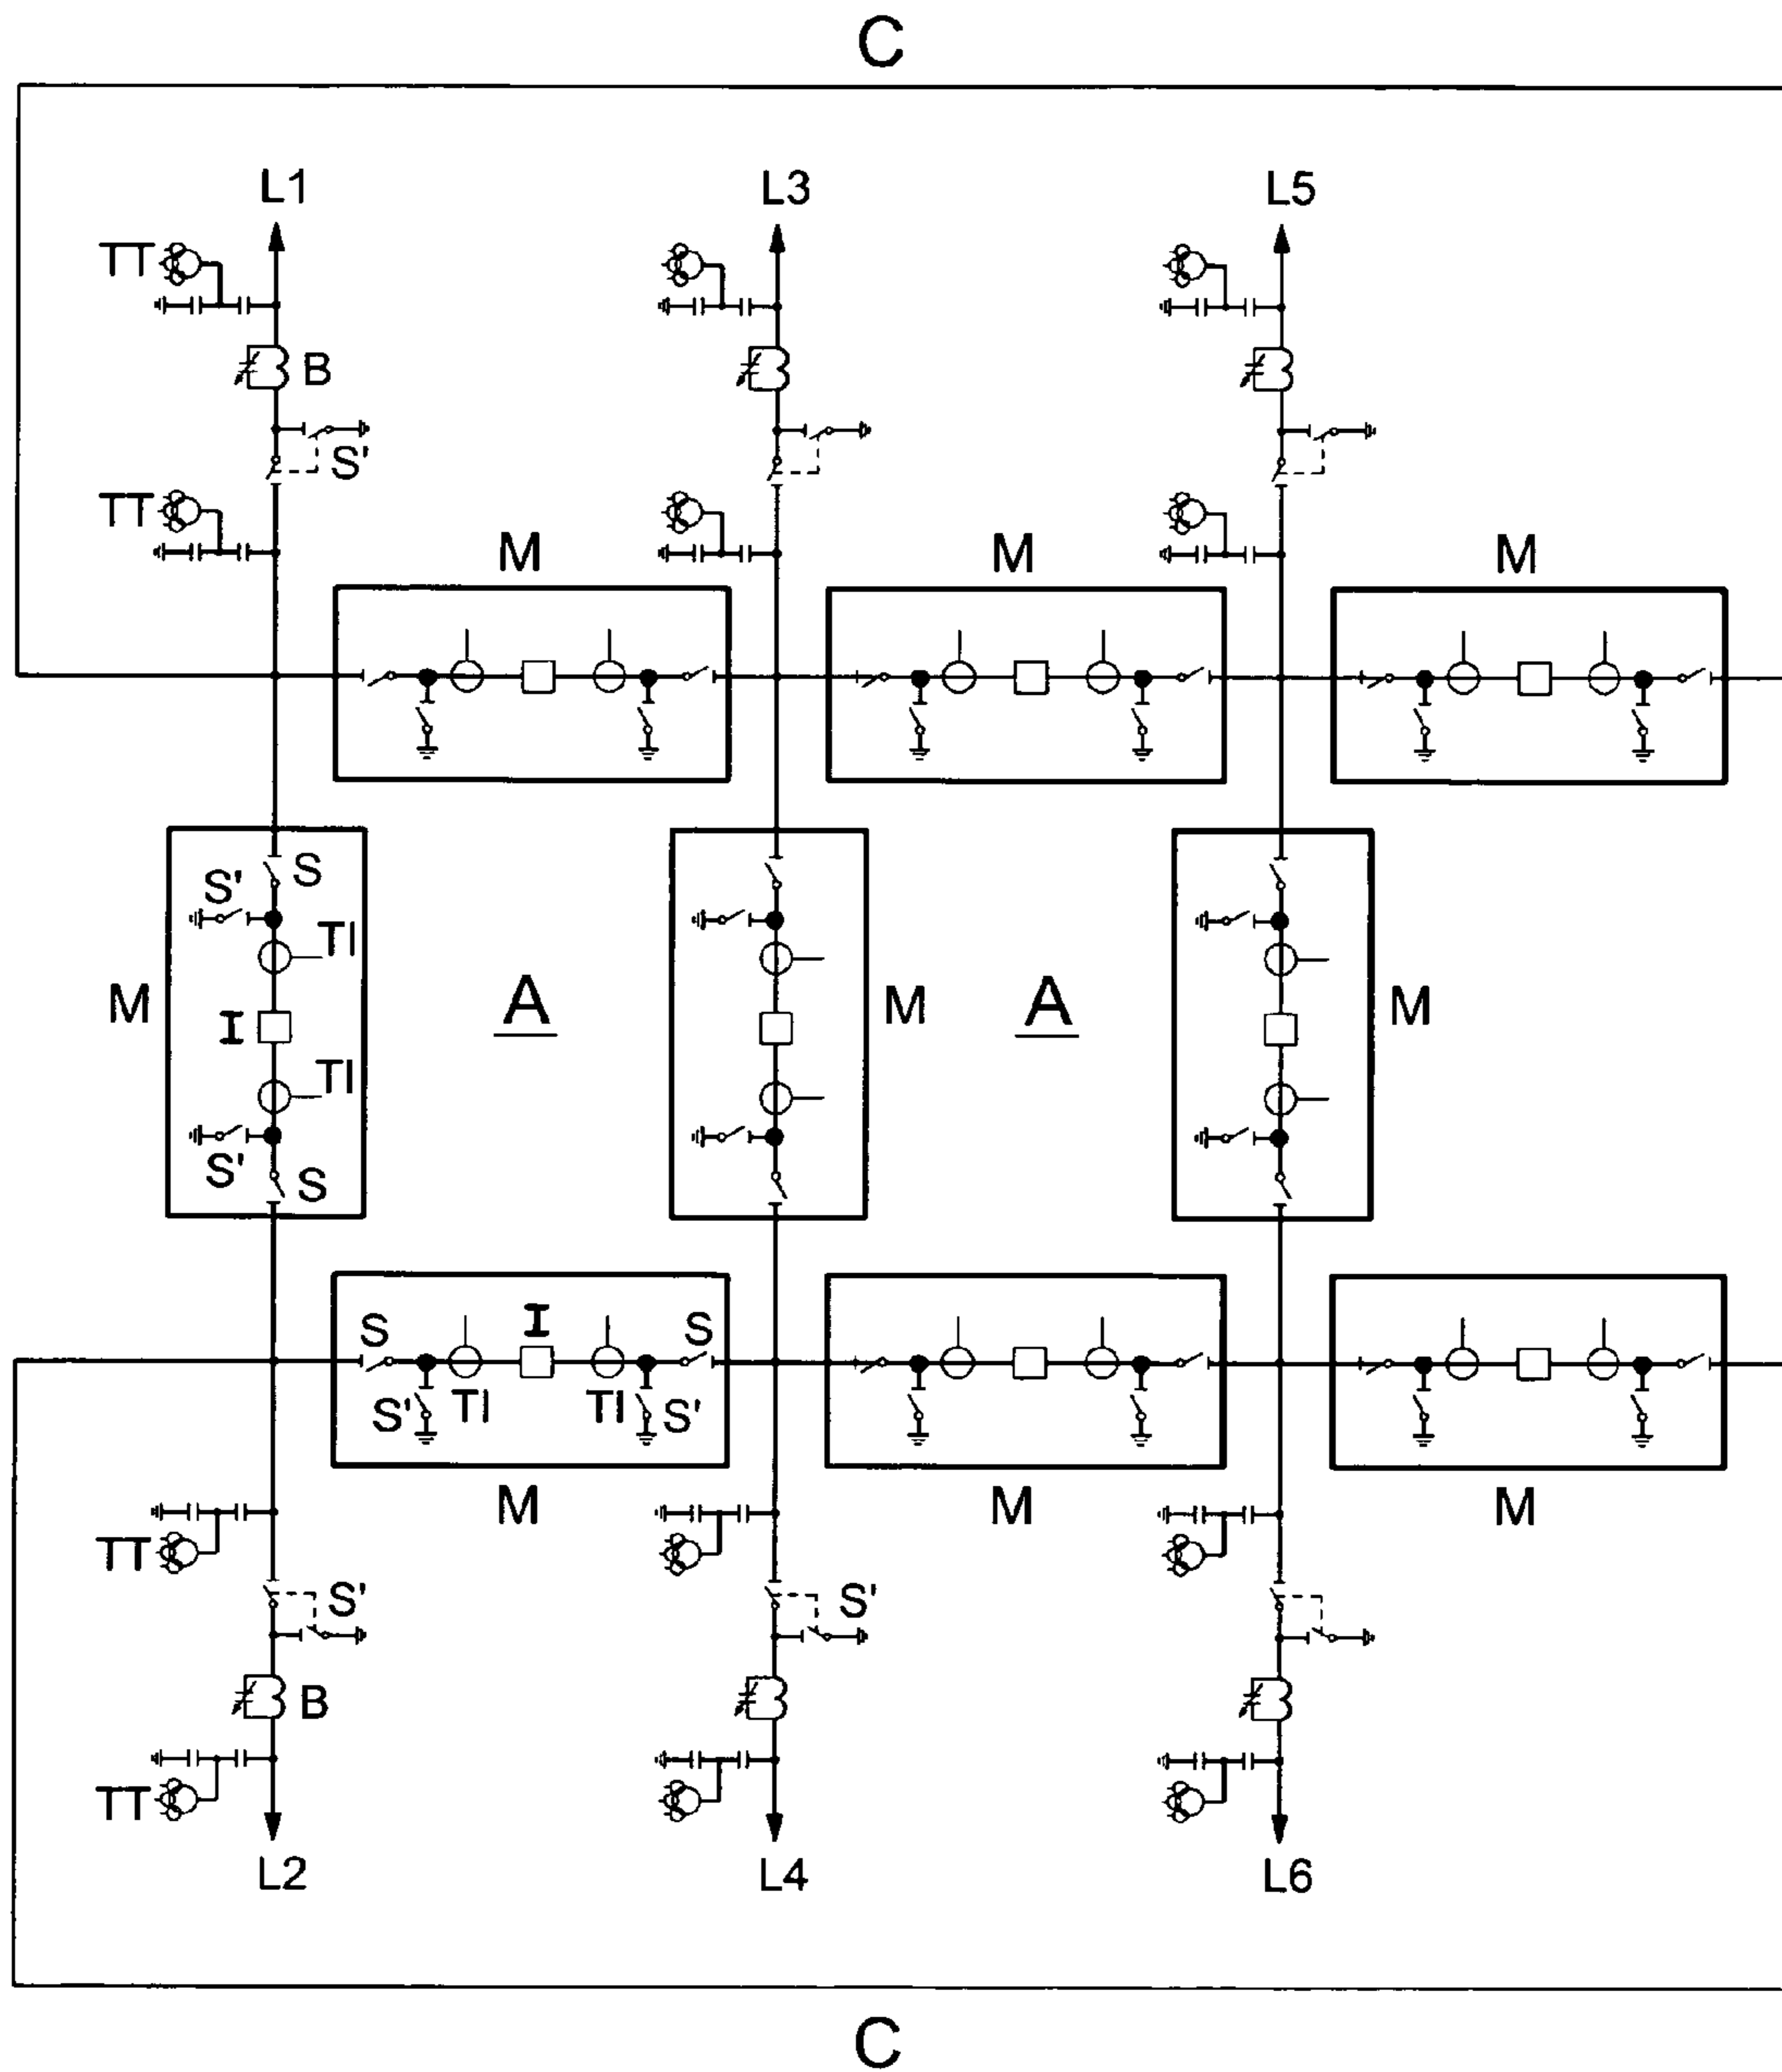 C
L1 L3 L5
TT
B
S'
TT
M M M
S
S'
TI
M A M A M
I
TI
S'
S
S I S
S' TI TI S'
M M M
TT
S' S'
B
TT
L2 L4 L6
C